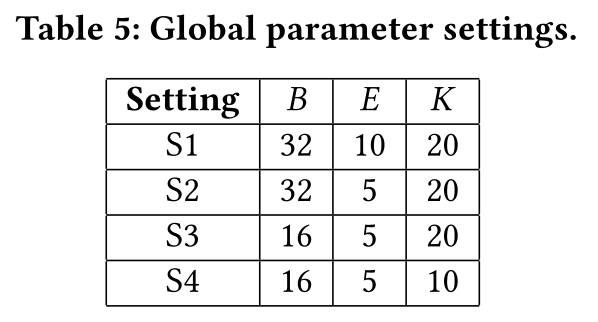 Table 5: Global parameter settings.
Setting B E K
S1 32 10 20
S2 32 5 20
S3 16 5 20
S4 16 5 10